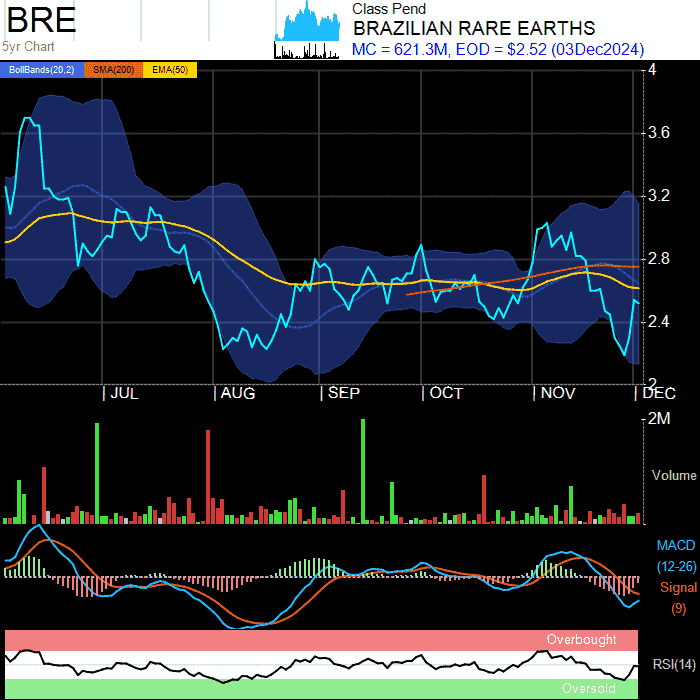 BRE
5yr Chart
Class Pend
BRAZILIAN RARE EARTHS
MC = 621.3M, EOD = $2.52 (03Dec2024)
BollBands(20,2) SMA(200) EMA(50)
4
3.6
3.2
2.8
2.4
2
JUL AUG SEP OCT NOV DEC
2M
Volume
MACD
(12-26)
Signal
(9)
Overbought
RSI(14)
Oversold